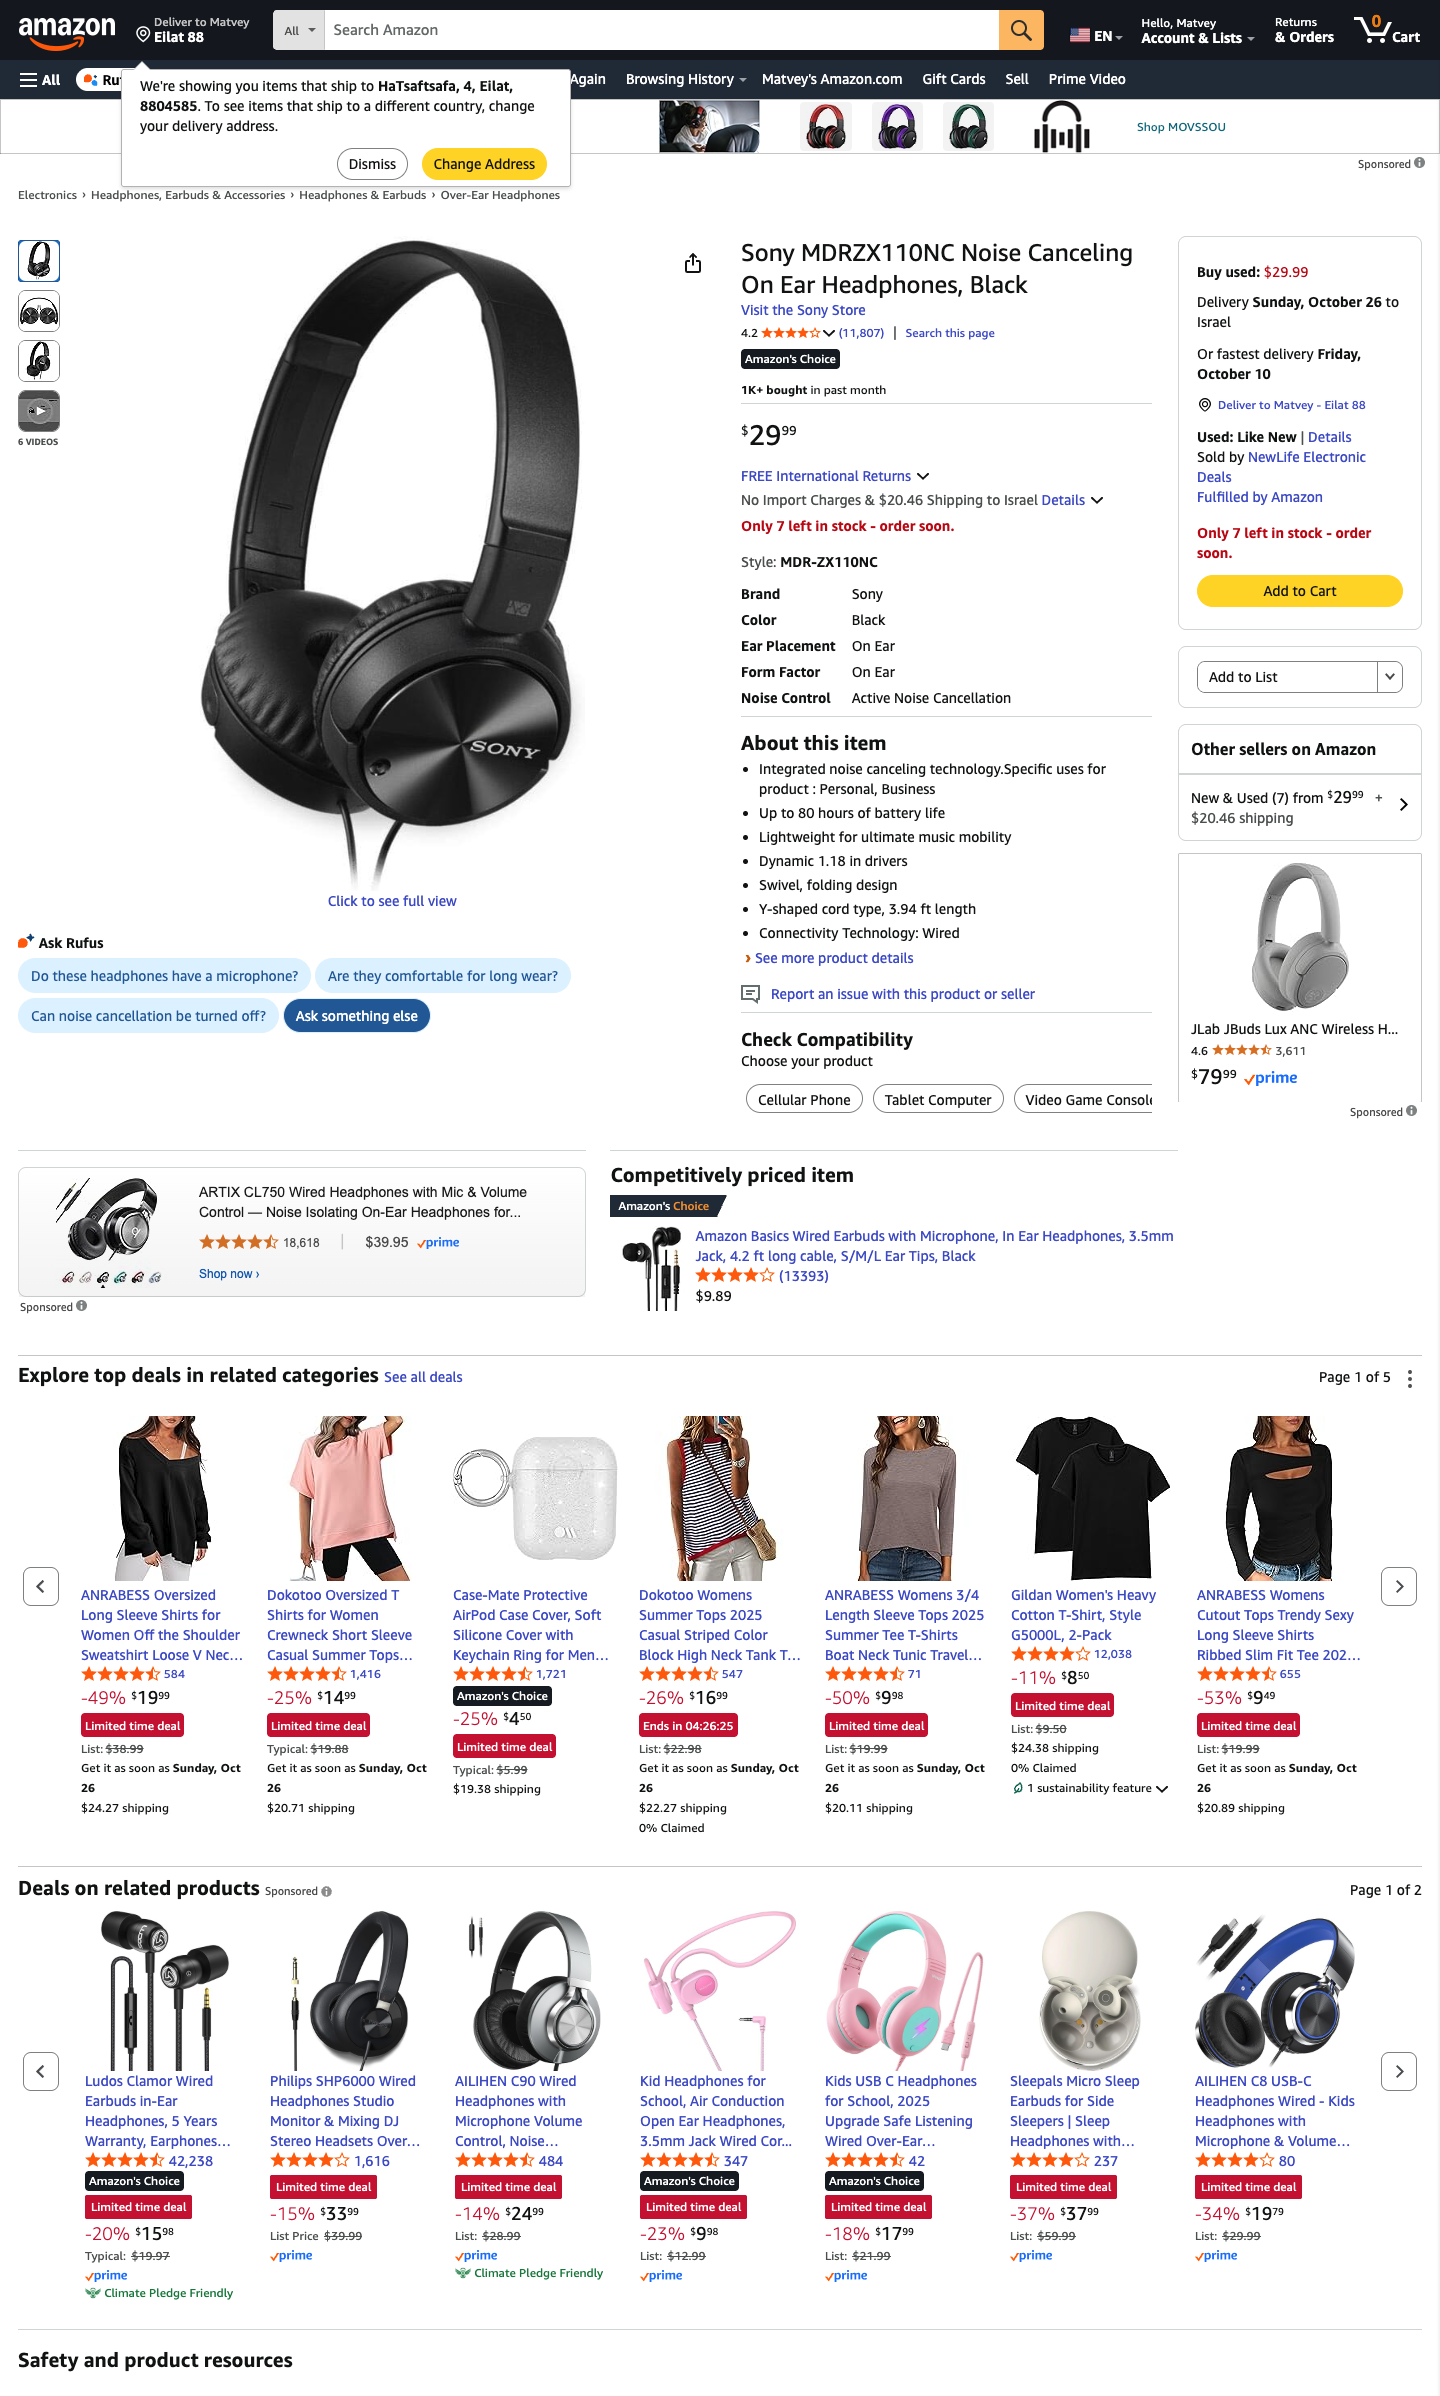 amazon
Deliver to Matvey
Eilat 88
All
Search Amazon
EN
Hello, Matvey
Account & Lists
Returns
& Orders
0
Cart
All
Ru
Again
Browsing History
Matvey's Amazon.com
Gift Cards
Sell
Prime Video
We're showing you items that ship to HaTsaftsafa, 4, Eilat,
8804585. To see items that ship to a different country, change
your delivery address.
Dismiss
Change Address
Shop MOVSSOU
Sponsored
Electronics › Headphones, Earbuds & Accessories › Headphones & Earbuds › Over-Ear Headphones
6 VIDEOS
SONY
Click to see full view
Ask Rufus
Do these headphones have a microphone?
Are they comfortable for long wear?
Can noise cancellation be turned off?
Ask something else
Sony MDRZX110NC Noise Canceling
On Ear Headphones, Black
Visit the Sony Store
4.2 (11,807) | Search this page
Amazon's Choice
1K+ bought in past month
$29.99
FREE International Returns
No Import Charges & $20.46 Shipping to Israel Details
Only 7 left in stock - order soon.
Style: MDR-ZX110NC
Brand Sony
Color Black
Ear Placement On Ear
Form Factor On Ear
Noise Control Active Noise Cancellation
About this item
• Integrated noise canceling technology.Specific uses for
product : Personal, Business
• Up to 80 hours of battery life
• Lightweight for ultimate music mobility
• Dynamic 1.18 in drivers
• Swivel, folding design
• Y-shaped cord type, 3.94 ft length
• Connectivity Technology: Wired
› See more product details
Report an issue with this product or seller
Check Compatibility
Choose your product
Cellular Phone
Tablet Computer
Video Game Console
Buy used: $29.99
Delivery Sunday, October 26 to
Israel
Or fastest delivery Friday,
October 10
Deliver to Matvey - Eilat 88
Used: Like New | Details
Sold by NewLife Electronic
Deals
Fulfilled by Amazon
Only 7 left in stock - order
soon.
Add to Cart
Add to List
Other sellers on Amazon
New & Used (7) from $29.99 +
$20.46 shipping
JLab JBuds Lux ANC Wireless H...
4.6 3,611
$79.99 prime
Sponsored
ARTIX CL750 Wired Headphones with Mic & Volume
Control — Noise Isolating On-Ear Headphones for...
18,618 | $39.95 prime
Shop now ›
Sponsored
Competitively priced item
Amazon's Choice
Amazon Basics Wired Earbuds with Microphone, In Ear Headphones, 3.5mm
Jack, 4.2 ft long cable, S/M/L Ear Tips, Black
(13393)
$9.89
Explore top deals in related categories See all deals
Page 1 of 5
ANRABESS Oversized
Long Sleeve Shirts for
Women Off the Shoulder
Sweatshirt Loose V Nec...
584
-49% $19.99
Limited time deal
List: $38.99
Get it as soon as Sunday, Oct
26
$24.27 shipping
Dokotoo Oversized T
Shirts for Women
Crewneck Short Sleeve
Casual Summer Tops...
1,416
-25% $14.99
Limited time deal
Typical: $19.88
Get it as soon as Sunday, Oct
26
$20.71 shipping
Case-Mate Protective
AirPod Case Cover, Soft
Silicone Cover with
Keychain Ring for Men...
1,721
Amazon's Choice
-25% $4.50
Limited time deal
Typical: $5.99
$19.38 shipping
Dokotoo Womens
Summer Tops 2025
Casual Striped Color
Block High Neck Tank T...
547
-26% $16.99
Ends in 04:26:25
List: $22.98
Get it as soon as Sunday, Oct
26
$22.27 shipping
0% Claimed
ANRABESS Womens 3/4
Length Sleeve Tops 2025
Summer Tee T-Shirts
Boat Neck Tunic Travel...
71
-50% $9.98
Limited time deal
List: $19.99
Get it as soon as Sunday, Oct
26
$20.11 shipping
Gildan Women's Heavy
Cotton T-Shirt, Style
G5000L, 2-Pack
12,038
-11% $8.50
Limited time deal
List: $9.50
$24.38 shipping
0% Claimed
1 sustainability feature
ANRABESS Womens
Cutout Tops Trendy Sexy
Long Sleeve Shirts
Ribbed Slim Fit Tee 202...
655
-53% $9.49
Limited time deal
List: $19.99
Get it as soon as Sunday, Oct
26
$20.89 shipping
Deals on related products Sponsored
Page 1 of 2
Ludos Clamor Wired
Earbuds in-Ear
Headphones, 5 Years
Warranty, Earphones...
42,238
Amazon's Choice
Limited time deal
-20% $15.98
Typical: $19.97
prime
Climate Pledge Friendly
Philips SHP6000 Wired
Headphones Studio
Monitor & Mixing DJ
Stereo Headsets Over...
1,616
Limited time deal
-15% $33.99
List Price $39.99
prime
AILIHEN C90 Wired
Headphones with
Microphone Volume
Control, Noise...
484
Limited time deal
-14% $24.99
List: $28.99
prime
Climate Pledge Friendly
Kid Headphones for
School, Air Conduction
Open Ear Headphones,
3.5mm Jack Wired Cor...
347
Amazon's Choice
Limited time deal
-23% $9.98
List: $12.99
prime
Kids USB C Headphones
for School, 2025
Upgrade Safe Listening
Wired Over-Ear...
42
Amazon's Choice
Limited time deal
-18% $17.99
List: $21.99
prime
Sleepals Micro Sleep
Earbuds for Side
Sleepers | Sleep
Headphones with...
237
Limited time deal
-37% $37.99
List: $59.99
prime
AILIHEN C8 USB-C
Headphones Wired - Kids
Headphones with
Microphone & Volume...
80
Limited time deal
-34% $19.79
List: $29.99
prime
Safety and product resources